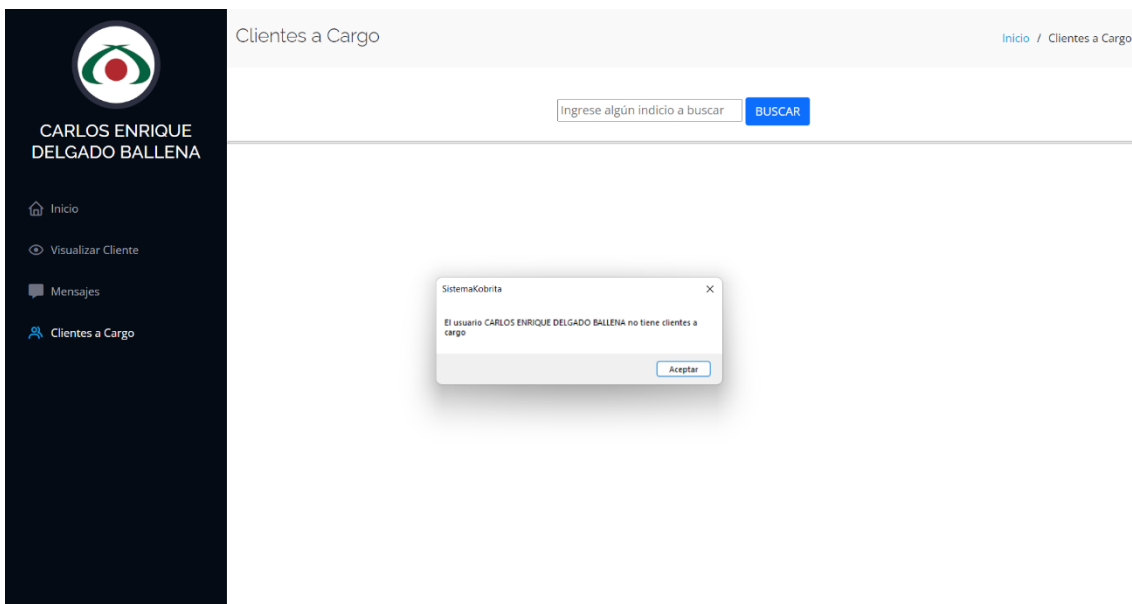 CARLOS ENRIQUE
DELGADO BALLENA
Inicio
Visualizar Cliente
Mensajes
Clientes a Cargo
Clientes a Cargo
Inicio / Clientes a Cargo
Ingrese algún indicio a buscar
BUSCAR
SistemaKobrita
El usuario CARLOS ENRIQUE DELGADO BALLENA no tiene clientes a
cargo
Aceptar